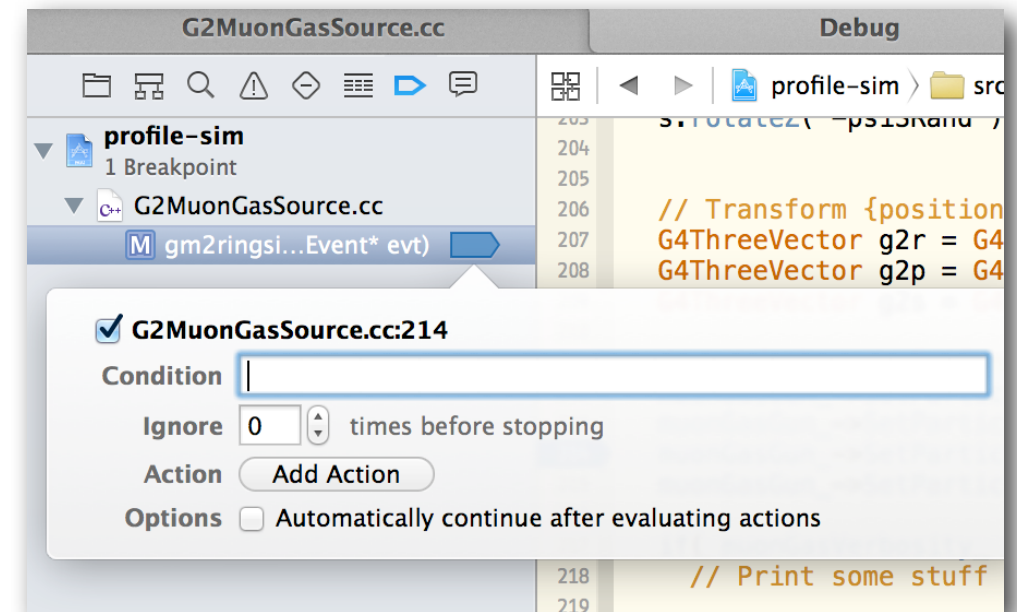 G2MuonGasSource.cc
Debug
profile-sim
src
profile-sim
1 Breakpoint
C++ G2MuonGasSource.cc
M gm2ringsi...Event* evt)
203
204
205
206 // Transform {position
207 G4ThreeVector g2r = G4
208 G4ThreeVector g2p = G4
G2MuonGasSource.cc:214
Condition
Ignore 0 times before stopping
Action Add Action
Options Automatically continue after evaluating actions
218 // Print some stuff
219